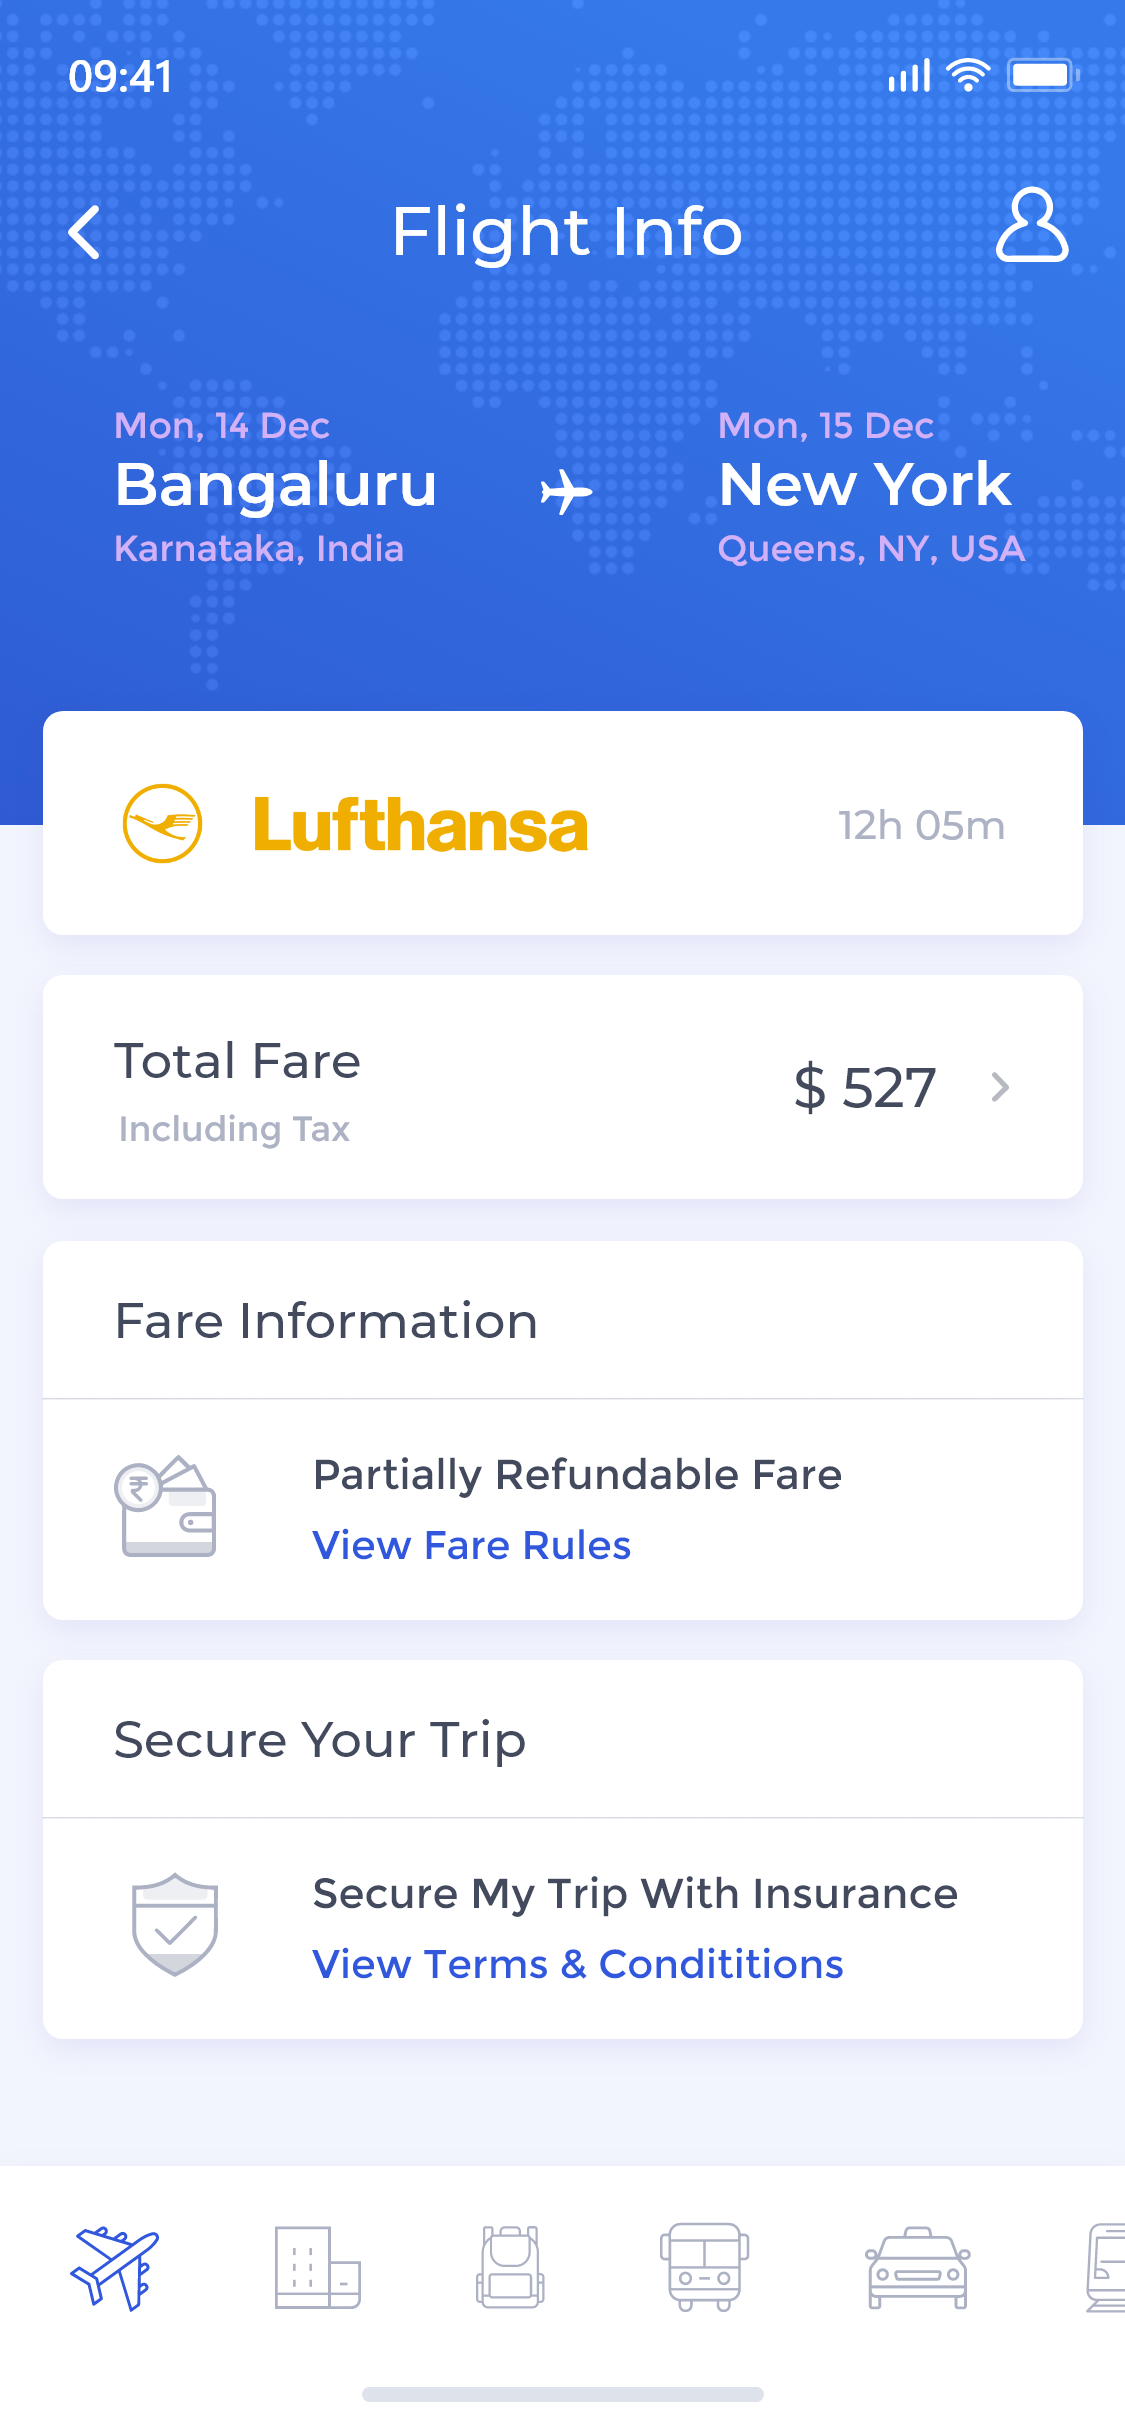 09:41
Flight Info
Mon, 14 Dec
Bangaluru
Karnataka, India
Mon, 15 Dec
New York
Queens, NY, USA
Lufthansa
12h 05m
Total Fare
Including Tax
$ 527
Fare Information
₹
Partially Refundable Fare
View Fare Rules
Secure Your Trip
Secure My Trip With Insurance
View Terms & Condititions